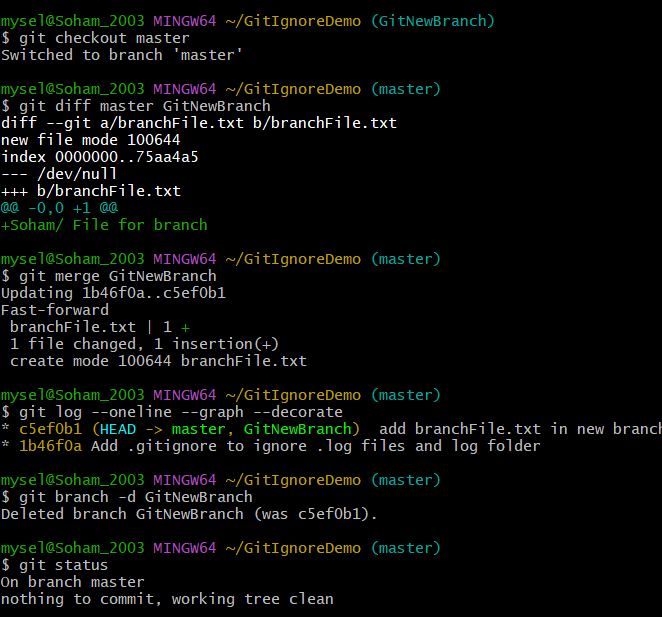 mysel@Soham_2003 MINGW64 ~/GitIgnoreDemo (GitNewBranch)
$ git checkout master
Switched to branch 'master'
mysel@Soham_2003 MINGW64 ~/GitIgnoreDemo (master)
$ git diff master GitNewBranch
diff --git a/branchFile.txt b/branchFile.txt
new file mode 100644
index 0000000..75aa4a5
--- /dev/null
+++ b/branchFile.txt
@@ -0,0 +1 @@
+Soham/ File for branch
mysel@Soham_2003 MINGW64 ~/GitIgnoreDemo (master)
$ git merge GitNewBranch
Updating 1b46f0a..c5ef0b1
Fast-forward
 branchFile.txt | 1 +
 1 file changed, 1 insertion(+)
 create mode 100644 branchFile.txt
mysel@Soham_2003 MINGW64 ~/GitIgnoreDemo (master)
$ git log --oneline --graph --decorate
* c5ef0b1 (HEAD -> master, GitNewBranch)  add branchFile.txt in new branch
* 1b46f0a Add .gitignore to ignore .log files and log folder
mysel@Soham_2003 MINGW64 ~/GitIgnoreDemo (master)
$ git branch -d GitNewBranch
Deleted branch GitNewBranch (was c5ef0b1).
mysel@Soham_2003 MINGW64 ~/GitIgnoreDemo (master)
$ git status
On branch master
nothing to commit, working tree clean